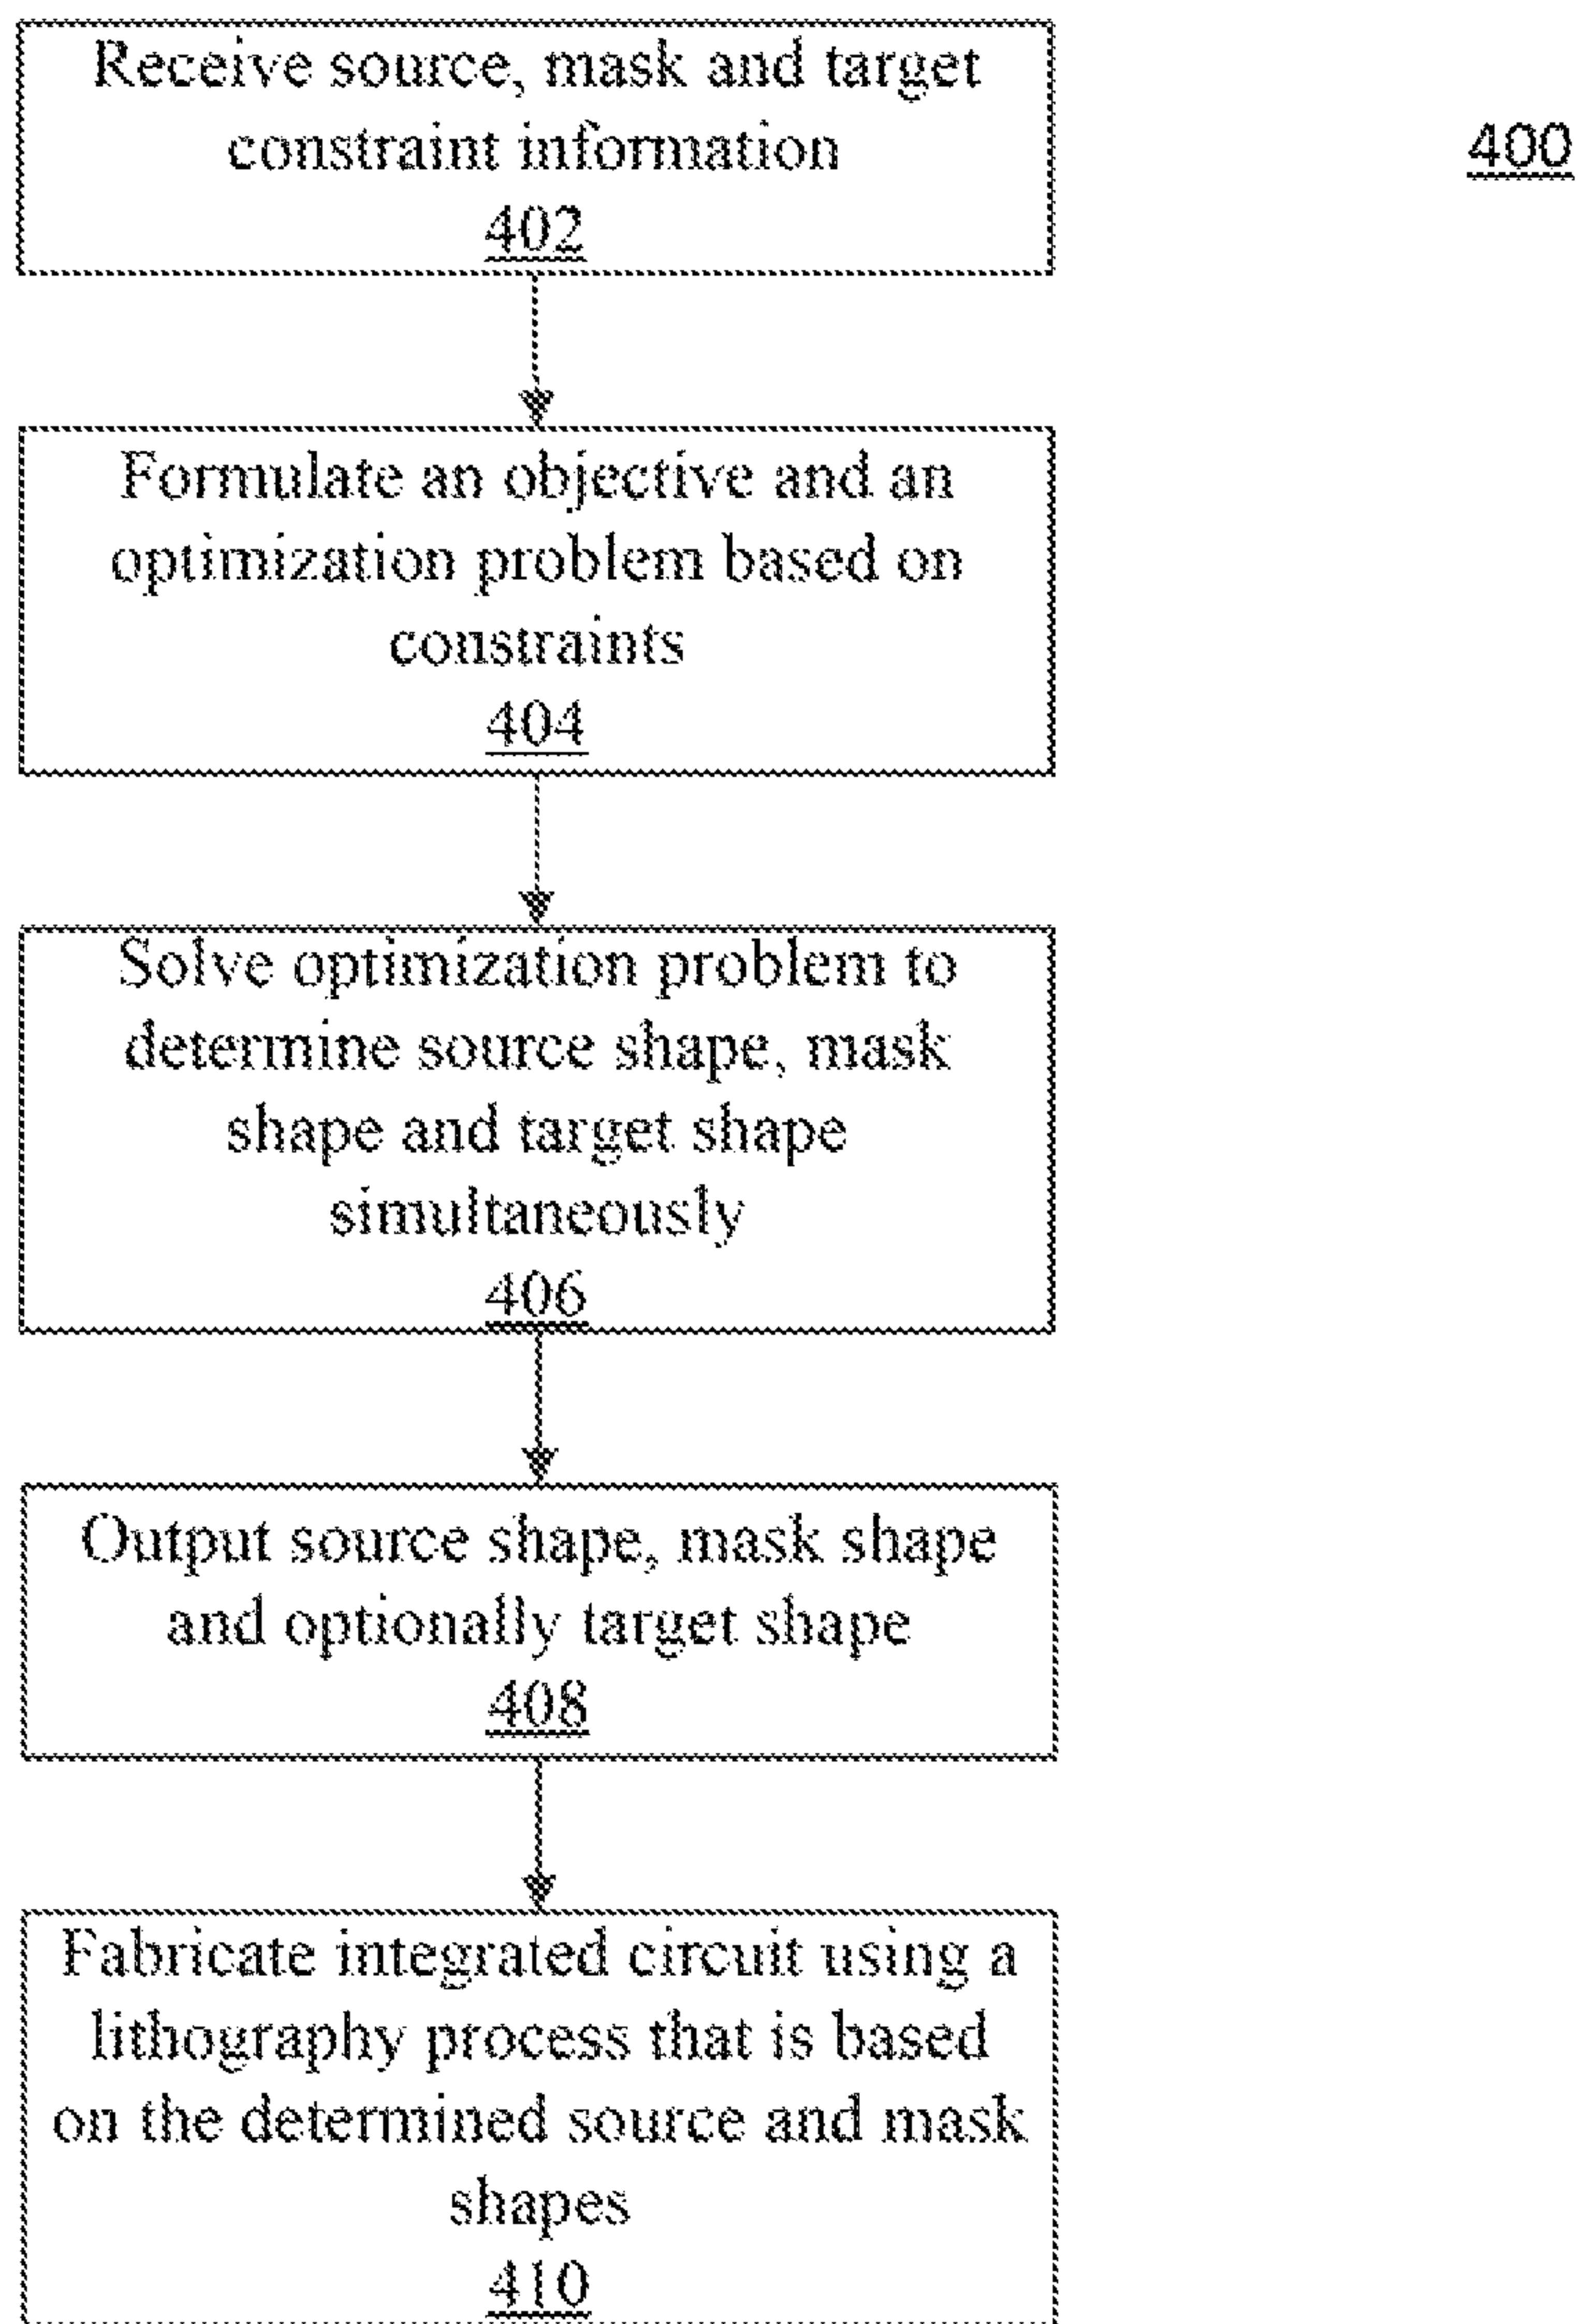 Receive source, mask and target
constraint information
402
400
Formulate an objective and an
optimization problem based on
constraints
404
Solve optimization problem to
determine source shape, mask
shape and target shape
simultaneously
406
Output source shape, mask shape
and optionally target shape
408
Fabricate integrated circuit using a
lithography process that is based
on the determined source and mask
shapes
410